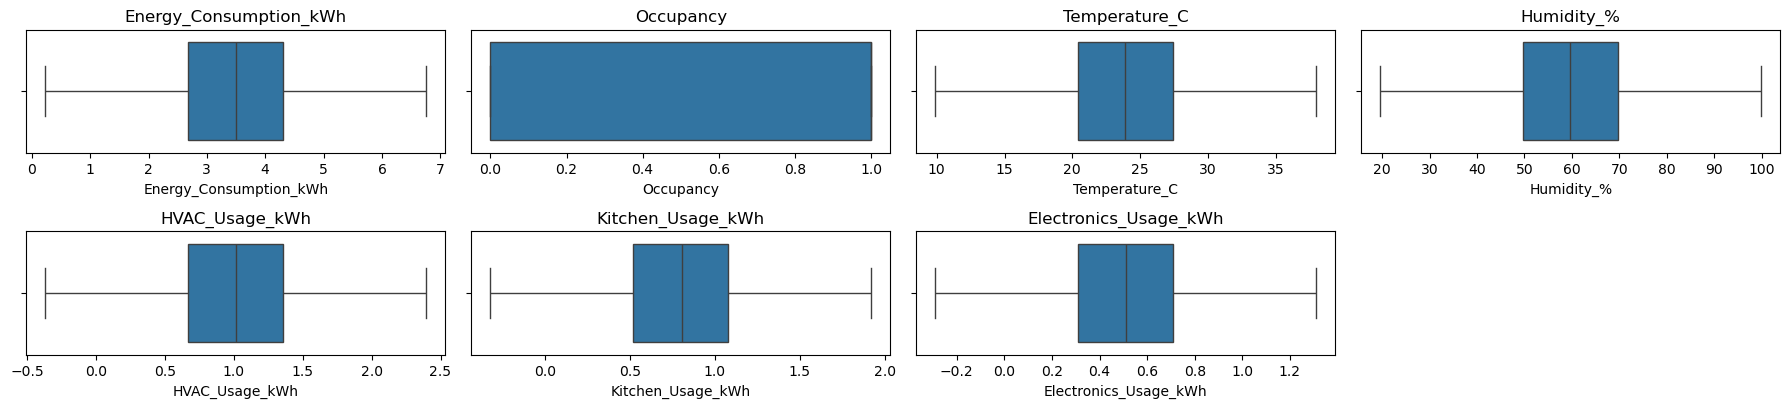 Energy_Consumption_kWh Occupancy Temperature_C Humidity_%
0 1 2 3 4 5 6 7 0.0 0.2 0.4 0.6 0.8 1.0 10 15 20 25 30 35 20 30 40 50 60 70 80 90 100
Energy_Consumption_kWh Occupancy Temperature_C Humidity_%
HVAC_Usage_kWh Kitchen_Usage_kWh Electronics_Usage_kWh
−0.5 0.0 0.5 1.0 1.5 2.0 2.5 0.0 0.5 1.0 1.5 2.0 −0.2 0.0 0.2 0.4 0.6 0.8 1.0 1.2
HVAC_Usage_kWh Kitchen_Usage_kWh Electronics_Usage_kWh